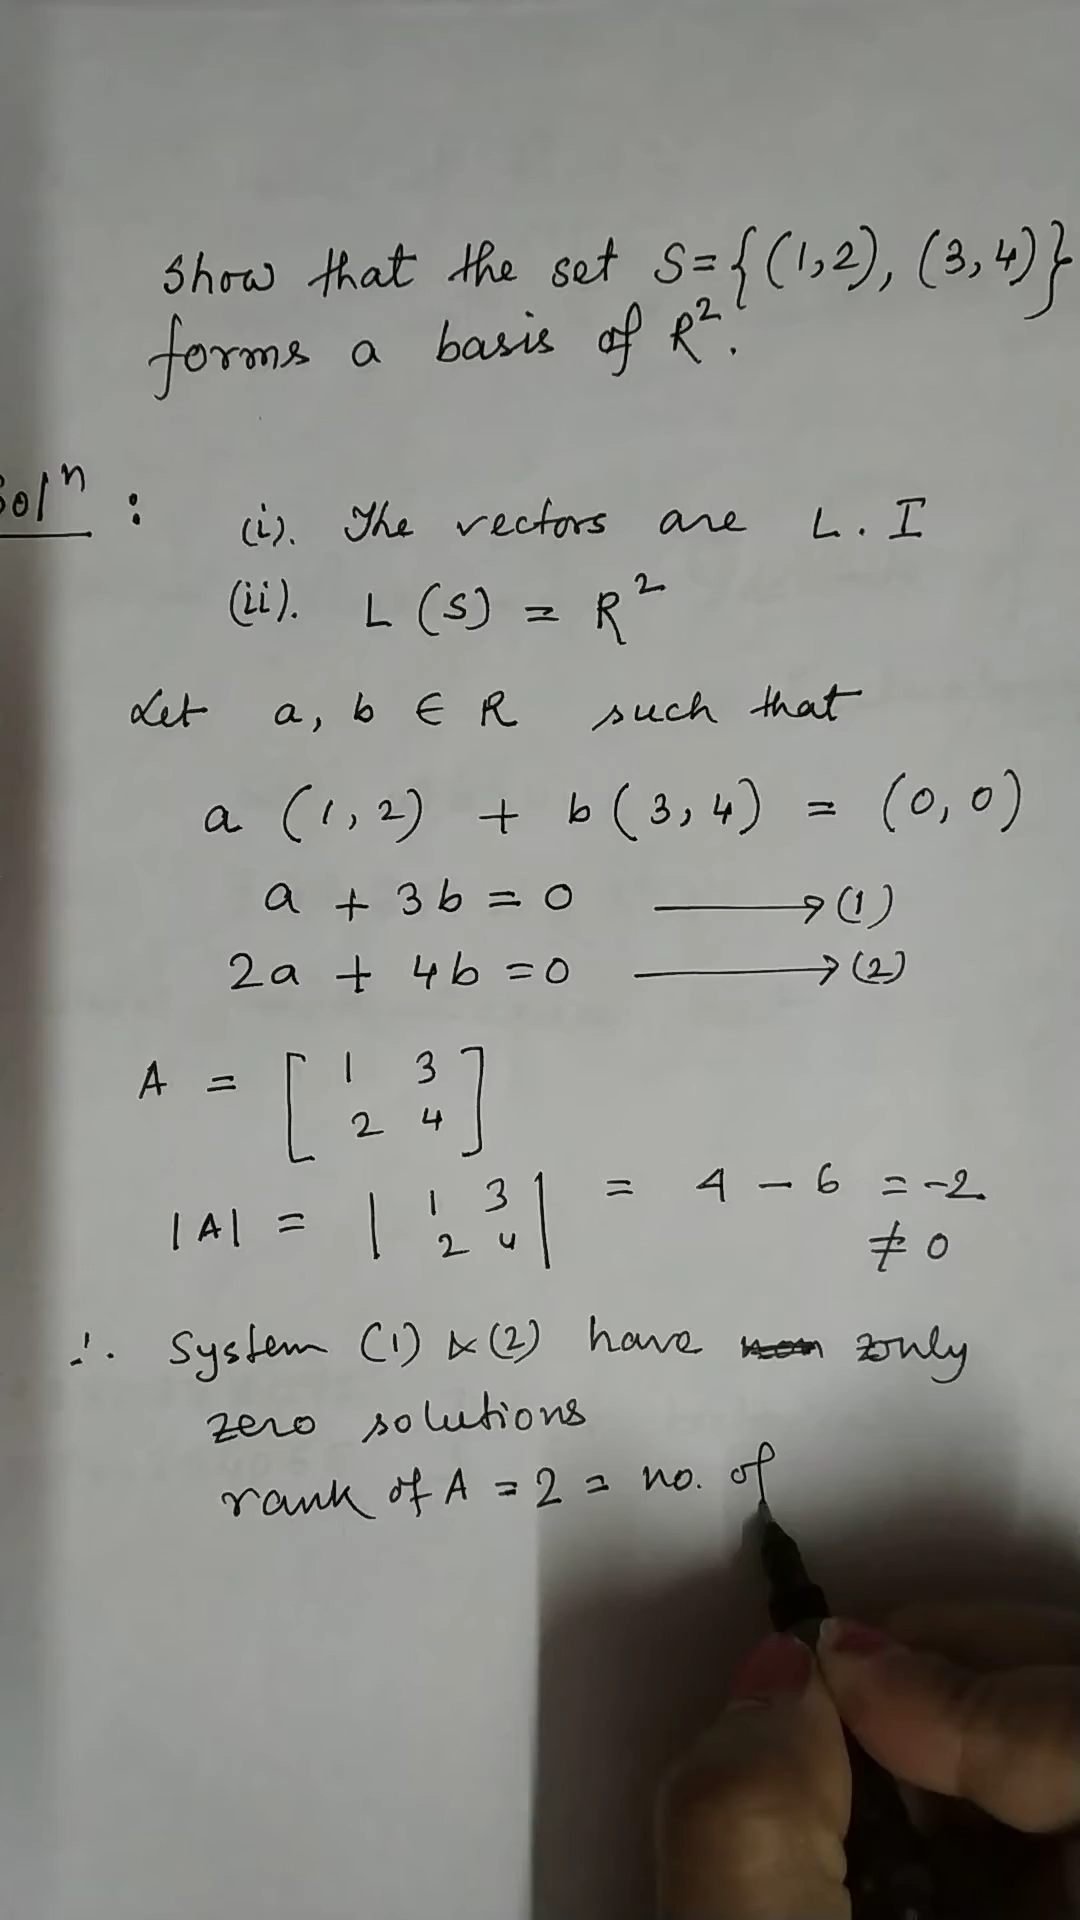 Show that the set S={(1,2), (3,4)}
forms a basis of R².
Solⁿ :
(i). The vectors are L. I
(ii). L (S) = R²
Let a, b ∈ R such that
a (1,2) + b (3,4) = (0,0)
a + 3b = 0 ⟶ (1)
2a + 4b = 0 ⟶ (2)
A = [ 1 3
2 4 ]
|A| = | 1 3
2 4 | = 4 - 6 = -2
≠ 0
∴ System (1) & (2) have only
zero solutions
rank of A = 2 = no. of